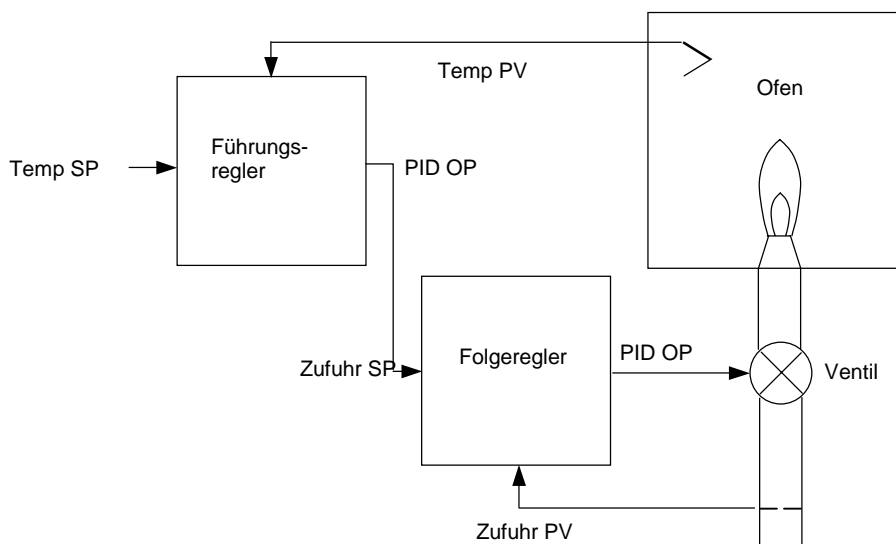 Temp PV
Ofen
Führungs-
regler
Temp SP
PID OP
Zufuhr SP
Folgeregler
PID OP
Ventil
Zufuhr PV